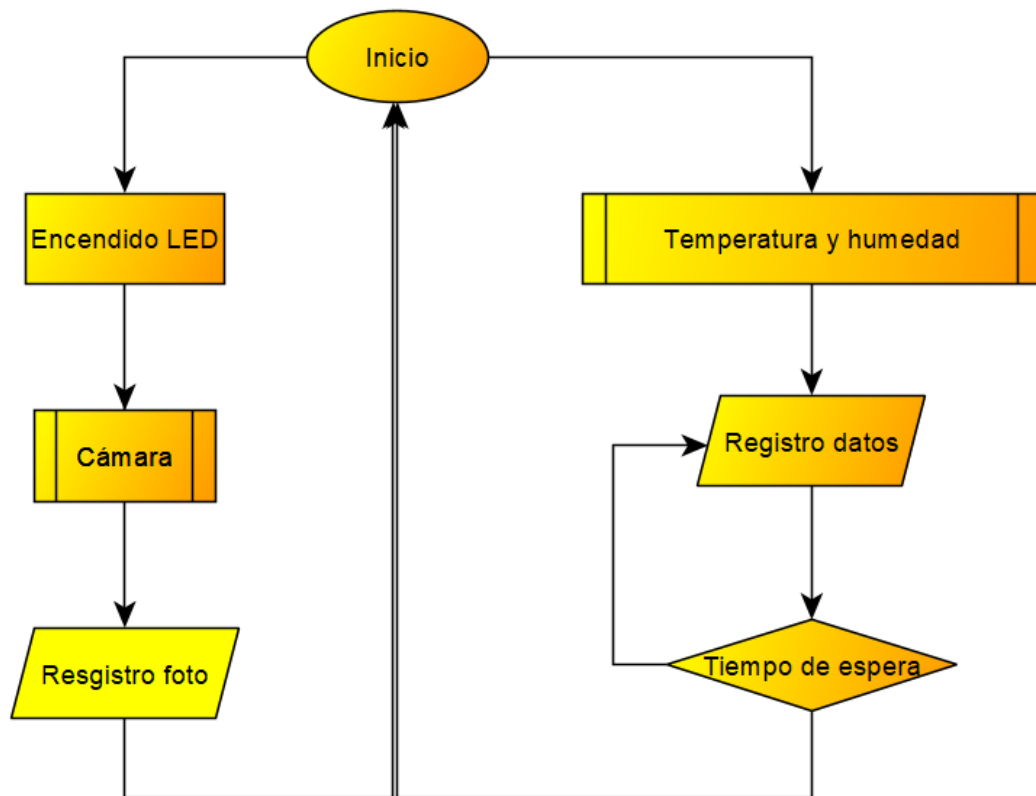 Inicio
Encendido LED
Temperatura y humedad
Cámara
Registro datos
Resgistro foto
Tiempo de espera